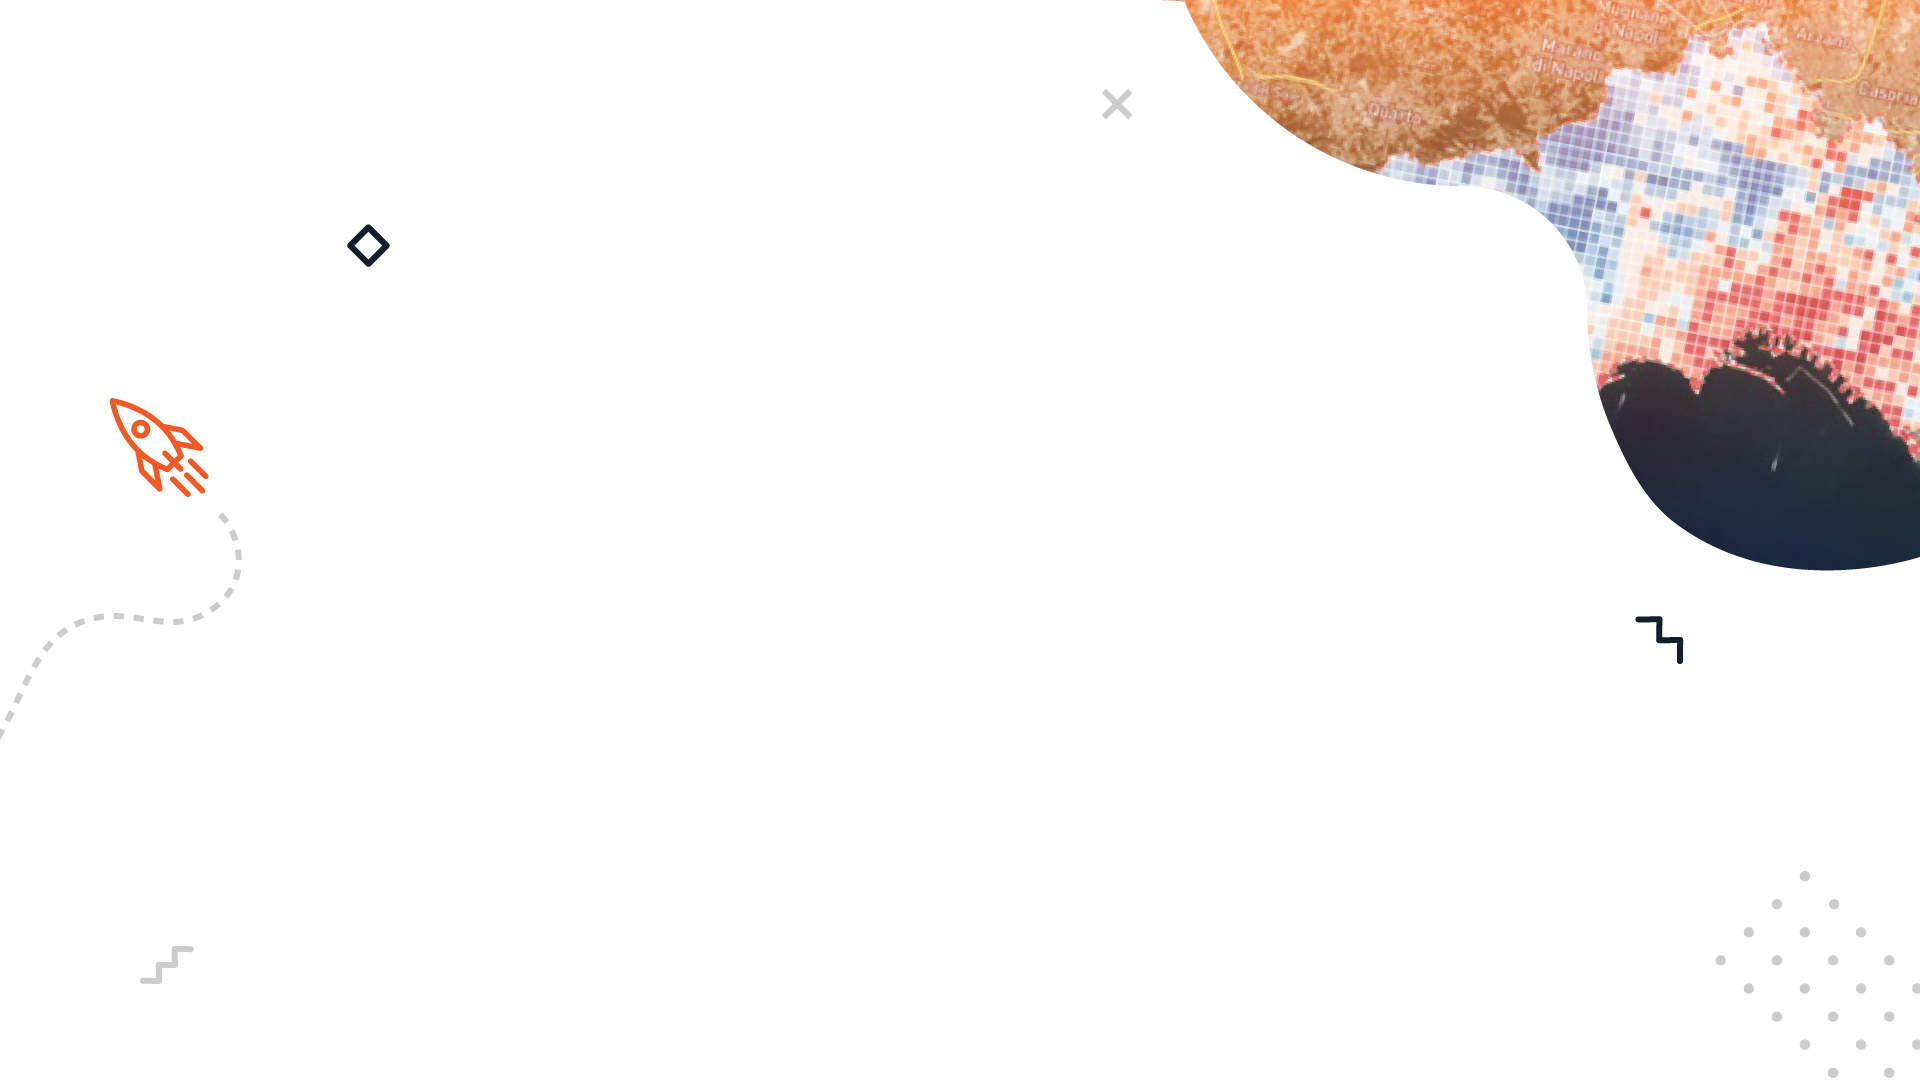 Mugnano
di Napoli
Arzano
Marano
di Napoli
Casoria
Quarto